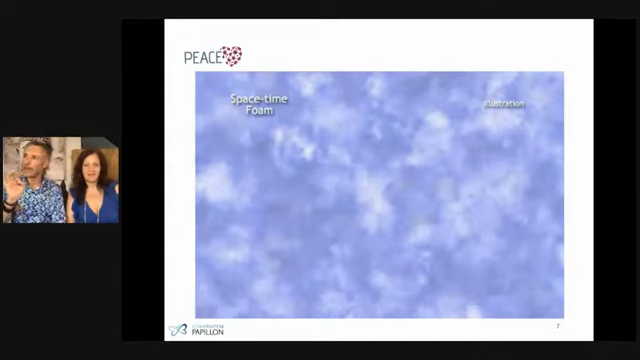 PEACE
Space-time
Foam
Illustration
PAPILLON
7